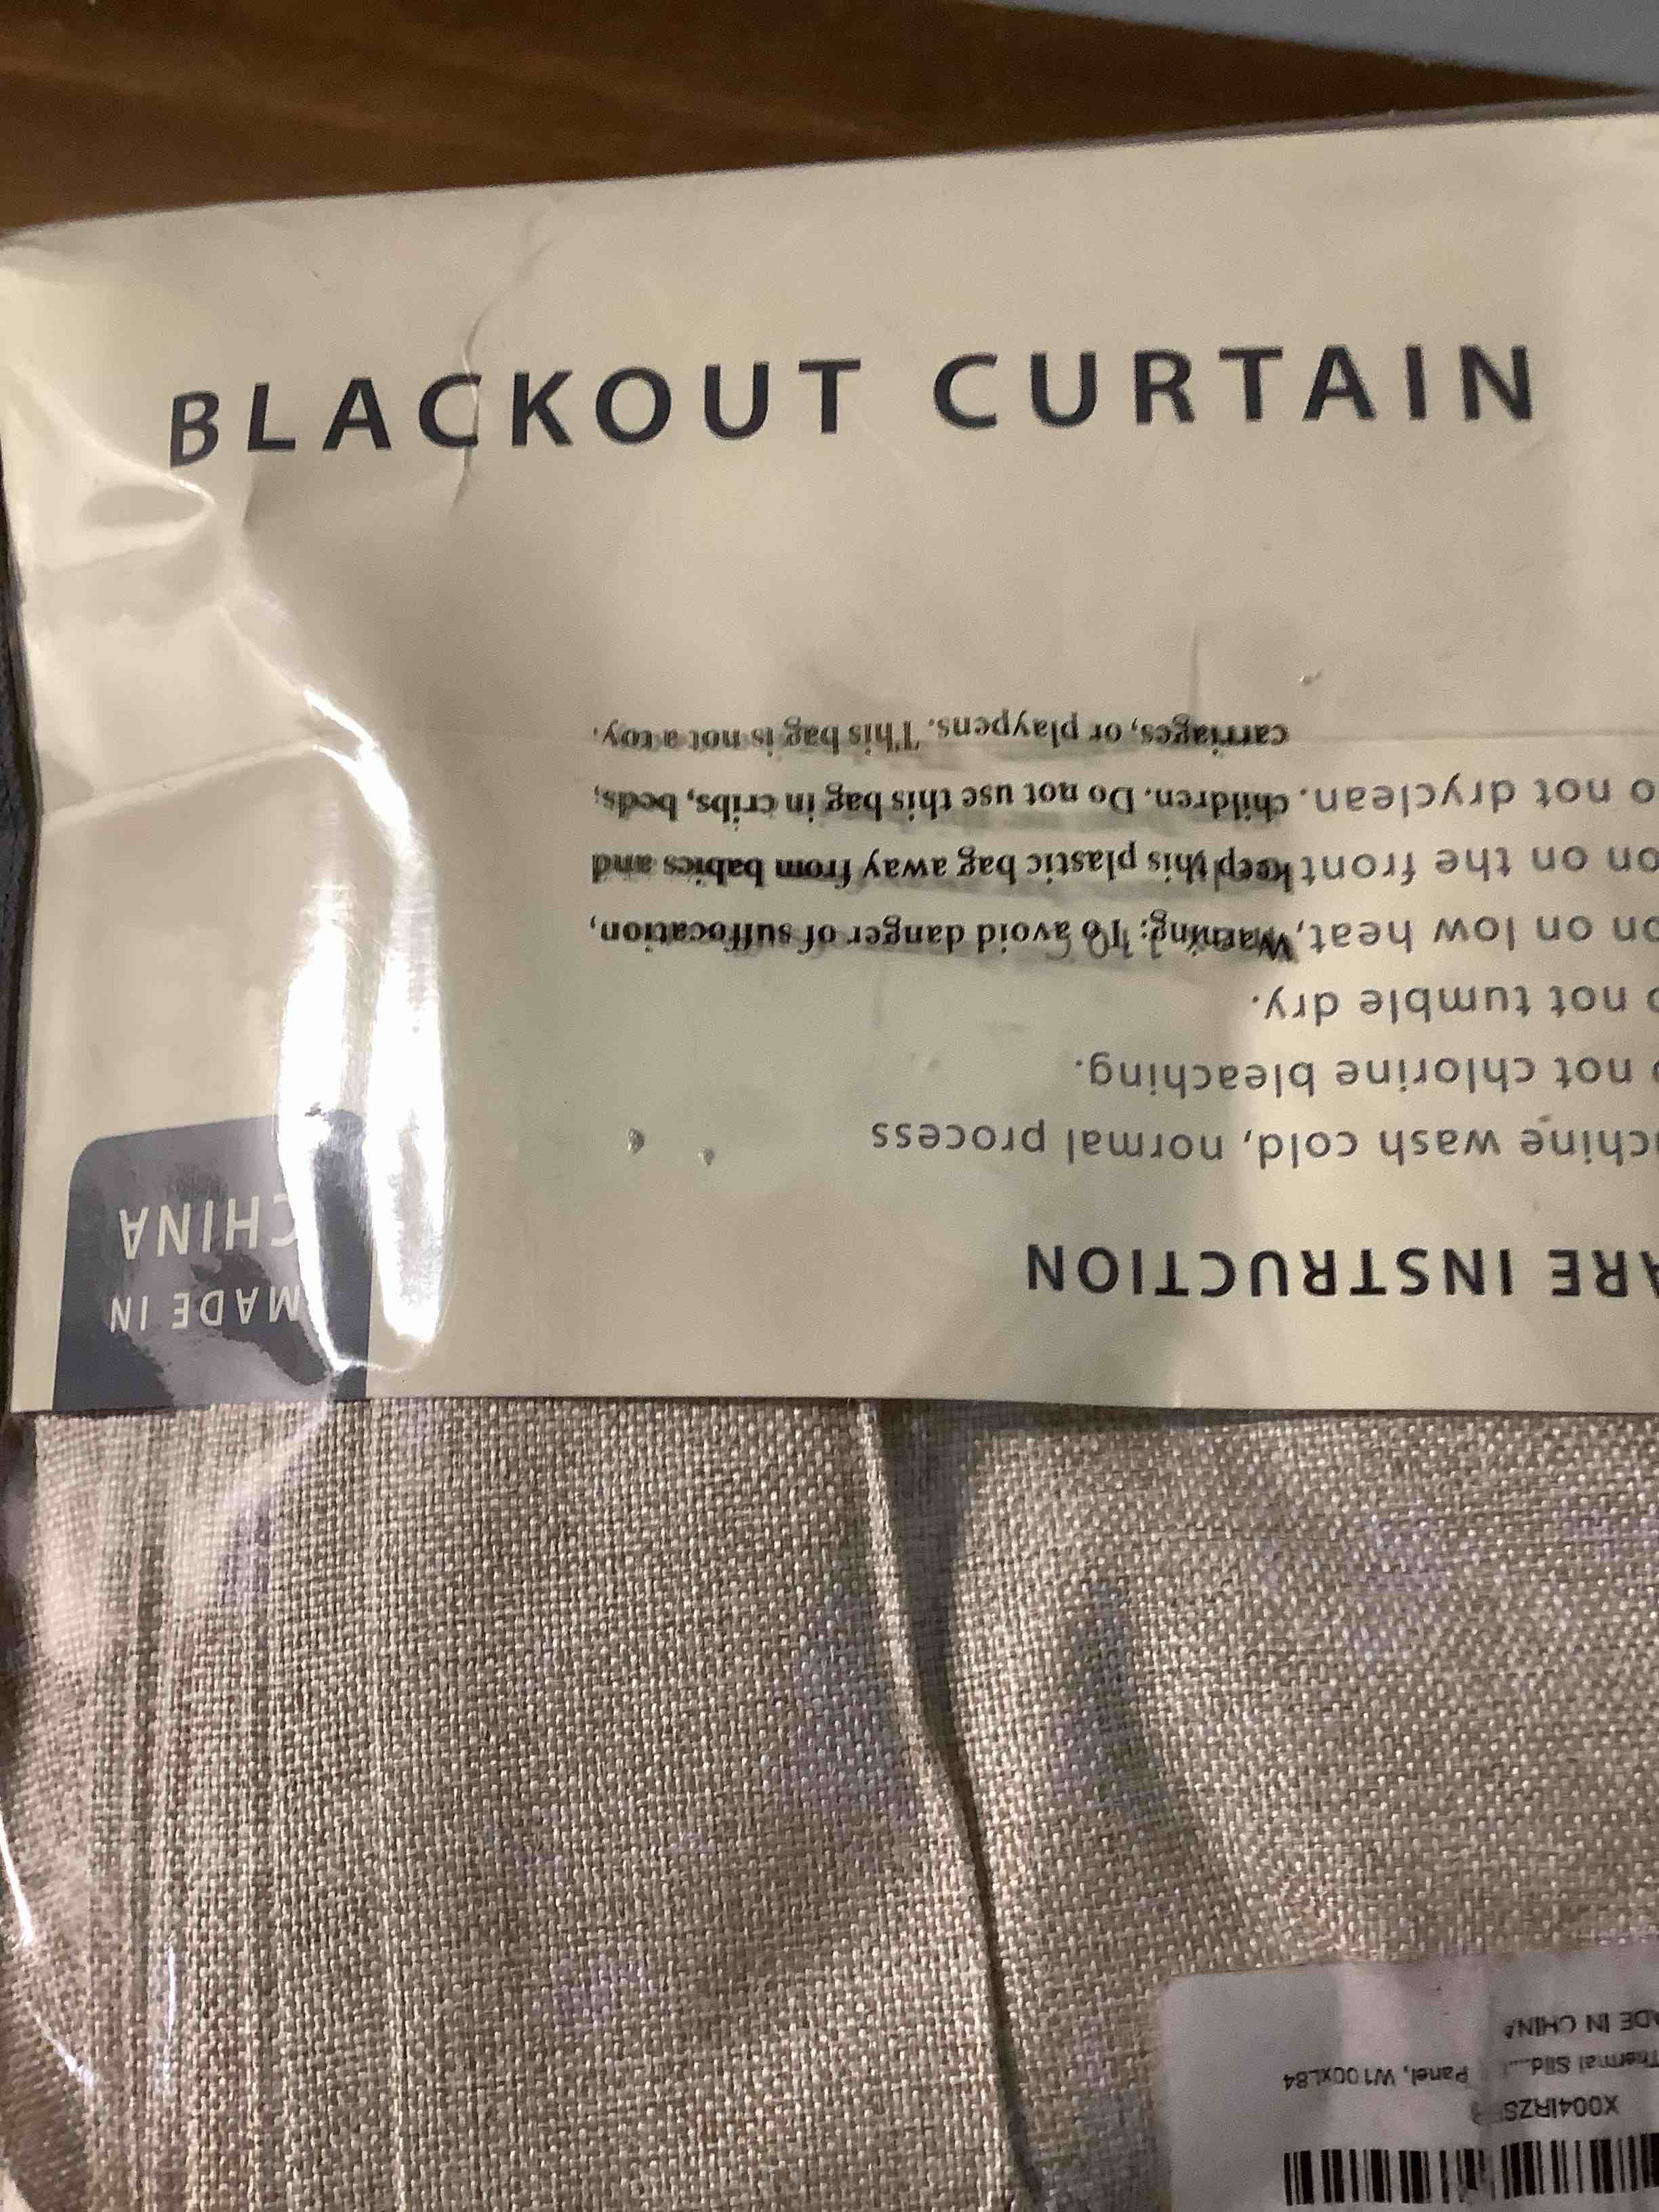 BLACKOUT CURTAIN
ARE INSTRUCTION
chine wash cold, normal process
not chlorine bleaching.
not tumble dry.
on on low heat,
on on the front
o not dryclean.
Warning: To avoid danger of suffocation,
keep this plastic bag away from babies and
children. Do not use this bag in cribs, beds,
carriages, or playpens. This bag is not a toy.
MADE IN
CHINA
Thermal Slid... Panel, W100xL84
ADE IN CHINA